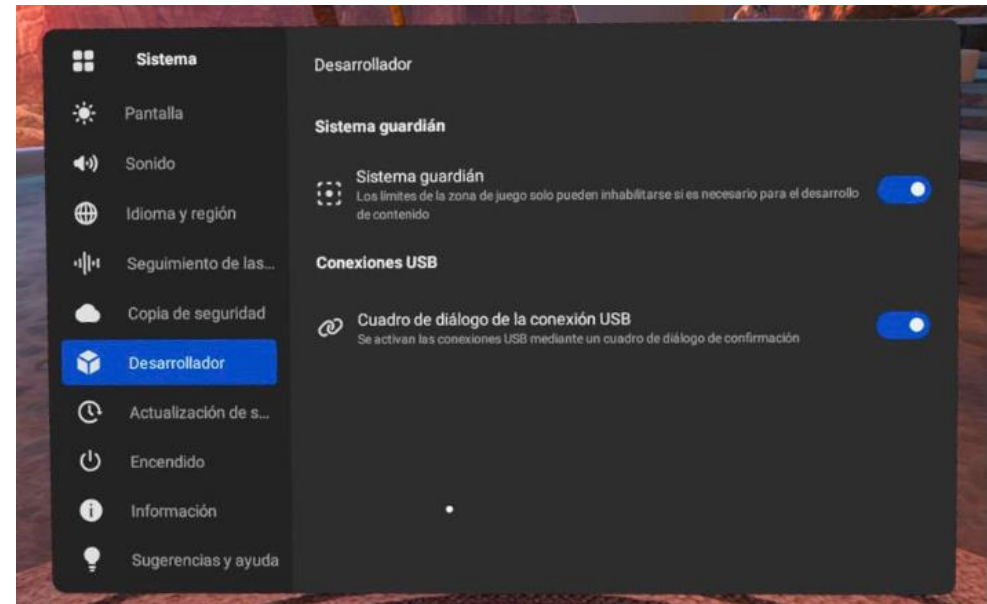 Sistema
Pantalla
Sonido
Idioma y región
Seguimiento de las...
Copia de seguridad
Desarrollador
Actualización de s...
Encendido
Información
Sugerencias y ayuda
Desarrollador
Sistema guardián
Sistema guardián
Los límites de la zona de juego solo pueden inhabilitarse si es necesario para el desarrollo
de contenido
Conexiones USB
Cuadro de diálogo de la conexión USB
Se activan las conexiones USB mediante un cuadro de diálogo de confirmación